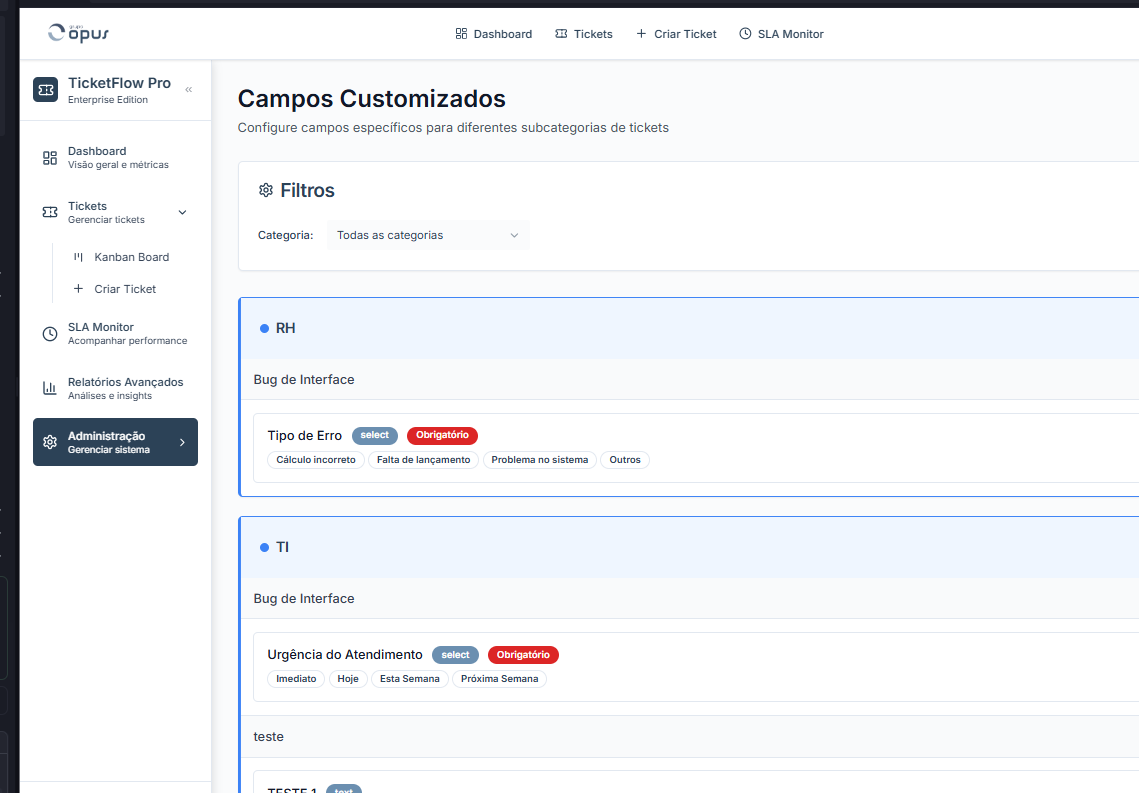 grupo
opus
Dashboard
Tickets
Criar Ticket
SLA Monitor
TicketFlow Pro
Enterprise Edition
«
Dashboard
Visão geral e métricas
Tickets
Gerenciar tickets
Kanban Board
Criar Ticket
SLA Monitor
Acompanhar performance
Relatórios Avançados
Análises e insights
Administração
Gerenciar sistema
Campos Customizados
Configure campos específicos para diferentes subcategorias de tickets
Filtros
Categoria: Todas as categorias
RH
Bug de Interface
Tipo de Erro select Obrigatório
Cálculo incorreto Falta de lançamento Problema no sistema Outros
TI
Bug de Interface
Urgência do Atendimento select Obrigatório
Imediato Hoje Esta Semana Próxima Semana
teste
TESTE 1 text